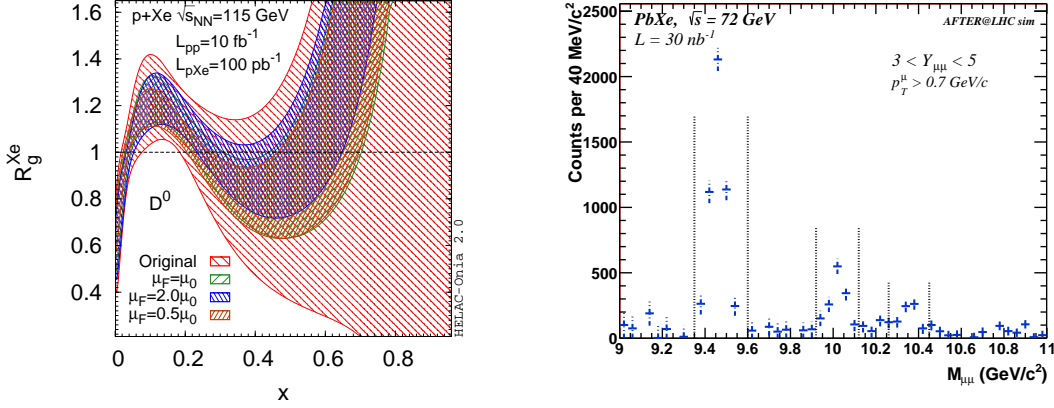 p+Xe √sNN=115 GeV
Lpp=10 fb-1
LpXe=100 pb-1
RgXe
1.6
1.4
1.2
1
0.8
0.6
0.4
D0
Original
μF=μ0
μF=2.0μ0
μF=0.5μ0
0 0.2 0.4 0.6 0.8
x
HELAC-Onia 2.0
PbXe, √s = 72 GeV
AFTER@LHC sim
L = 30 nb-1
3 < Yμμ < 5
pTμ > 0.7 GeV/c
Counts per 40 MeV/c2
2500
2000
1500
1000
500
0
9 9.2 9.4 9.6 9.8 10 10.2 10.4 10.6 10.8 11
Mμμ (GeV/c2)